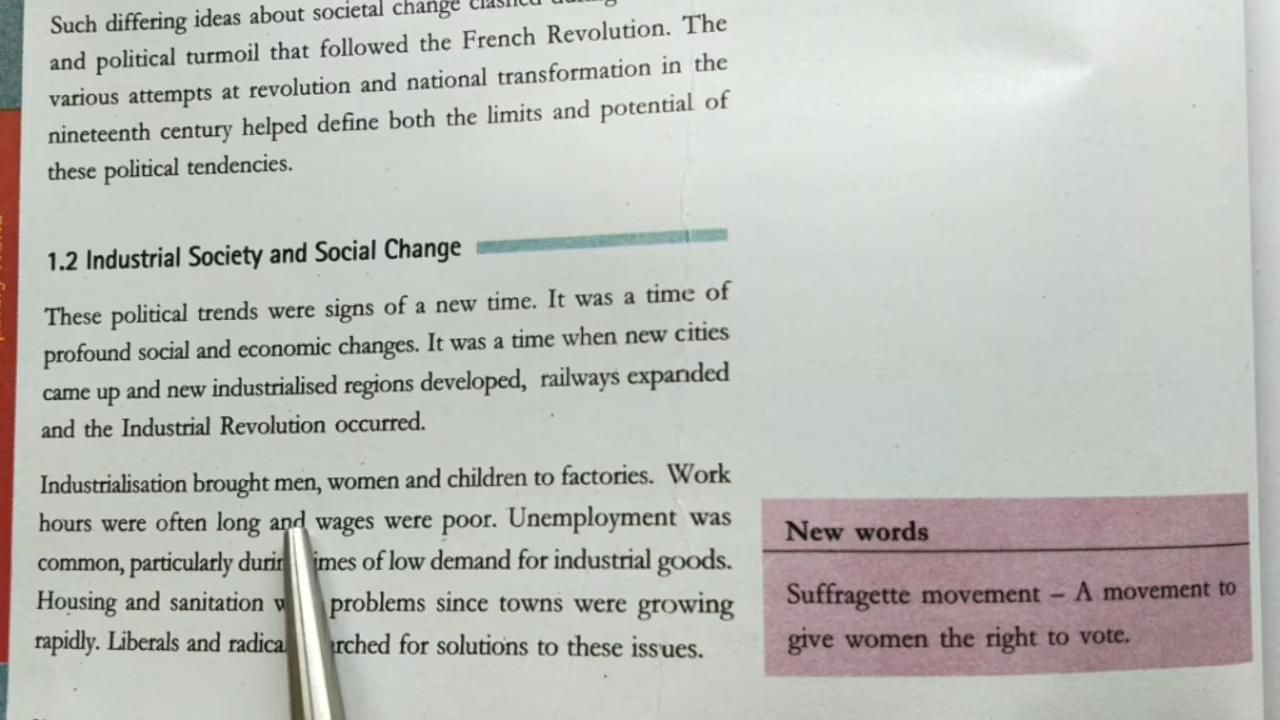 Such differing ideas about societal change clashed during
and political turmoil that followed the French Revolution. The
various attempts at revolution and national transformation in the
nineteenth century helped define both the limits and potential of
these political tendencies.
1.2 Industrial Society and Social Change
These political trends were signs of a new time. It was a time of
profound social and economic changes. It was a time when new cities
came up and new industrialised regions developed, railways expanded
and the Industrial Revolution occurred.
Industrialisation brought men, women and children to factories. Work
hours were often long and wages were poor. Unemployment was
common, particularly during times of low demand for industrial goods.
Housing and sanitation problems since towns were growing
rapidly. Liberals and for solutions to these issues.
New words
Suffragette movement – A movement to
give women the right to vote.